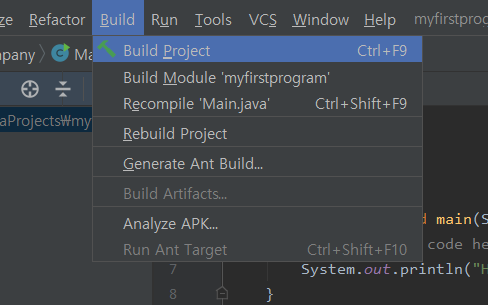 ze Refactor Build Run Tools VCS Window Help myfirstprog
mpany Ma
Build Project Ctrl+F9
Build Module 'myfirstprogram'
aProjects₩my
Recompile 'Main.java' Ctrl+Shift+F9
Rebuild Project
Generate Ant Build...
Build Artifacts...
Analyze APK...
d main(S
Run Ant Target Ctrl+Shift+F10
code he
7 System.out.println("H
8 }